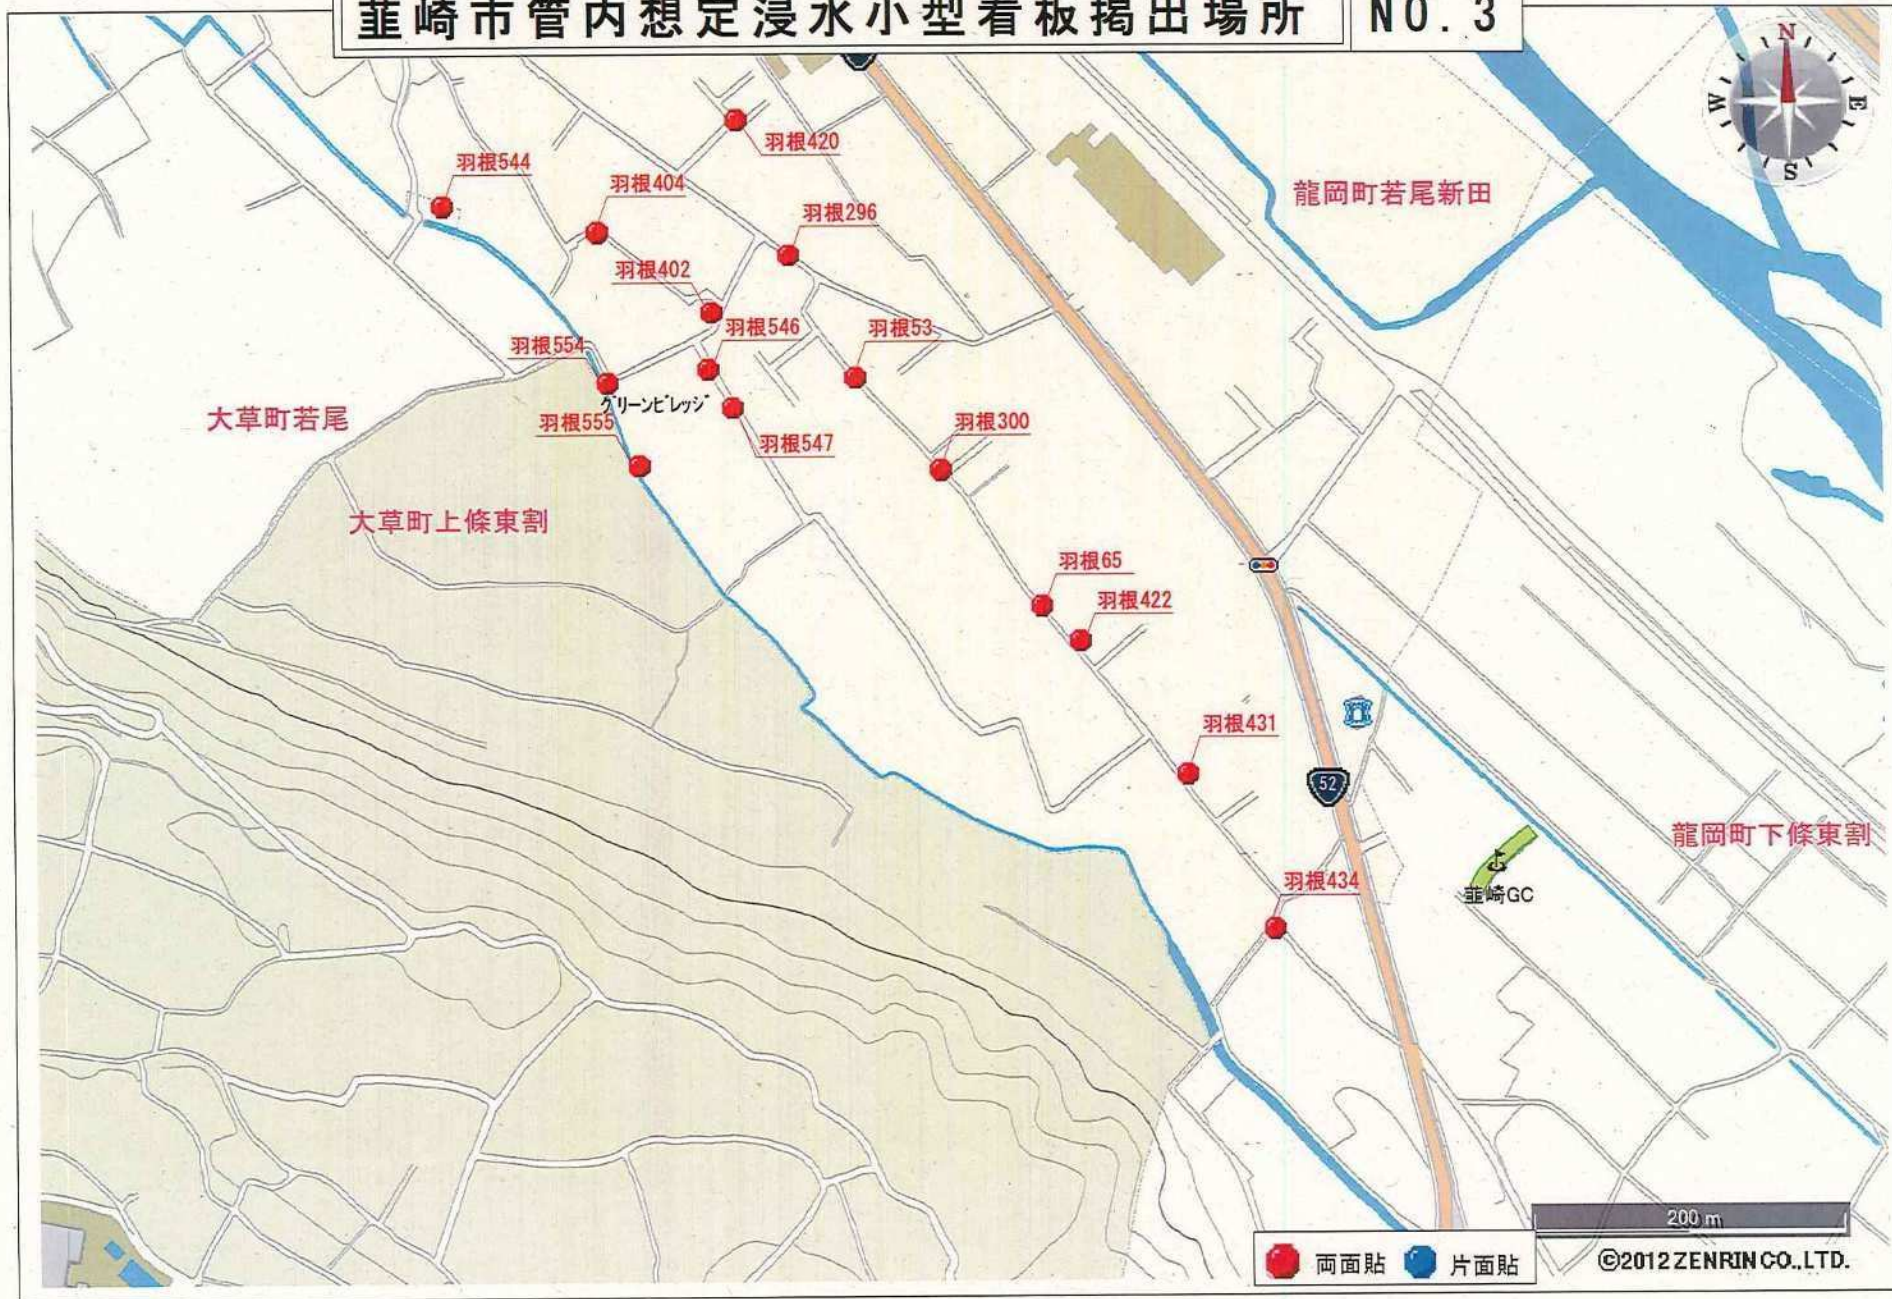 韮崎市管内想定浸水小型看板掲出場所 NO.3
N
W E
S
羽根420
羽根544
羽根404
龍岡町若尾新田
羽根296
羽根402
羽根546
羽根53
羽根554
グリーンビレッジ
大草町若尾
羽根555
羽根547
羽根300
大草町上條東割
羽根65
羽根422
羽根431
52
龍岡町下條東割
羽根434
韮崎GC
200 m
両面貼 片面貼
©2012ZENRIN CO.,LTD.